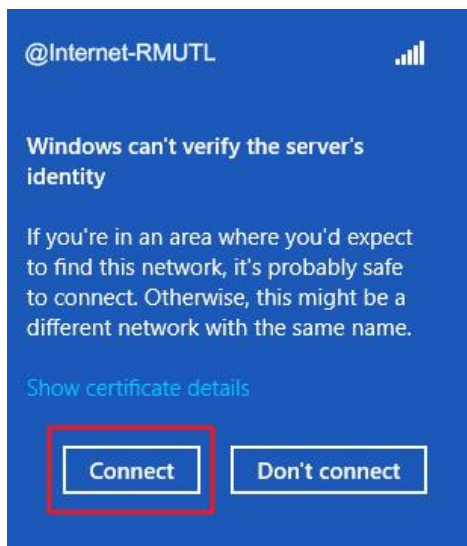 @Internet-RMUTL
Windows can't verify the server's
identity
If you're in an area where you'd expect
to find this network, it's probably safe
to connect. Otherwise, this might be a
different network with the same name.
Show certificate details
Connect
Don't connect